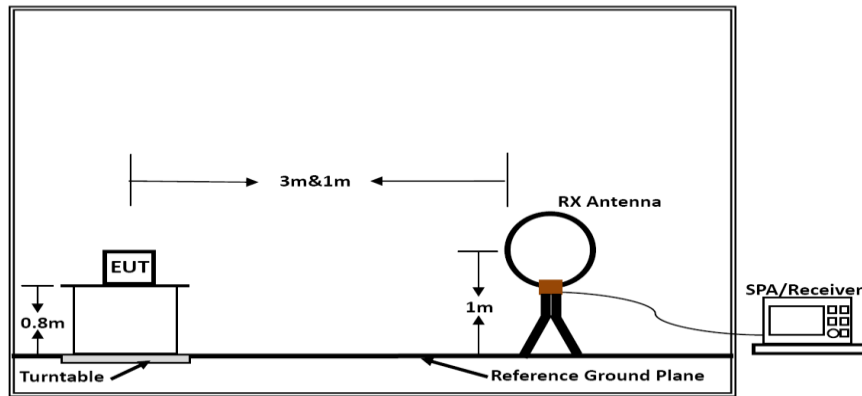 3m&1m
RX Antenna
EUT
SPA/Receiver
0.8m
1m
Turntable
Reference Ground Plane